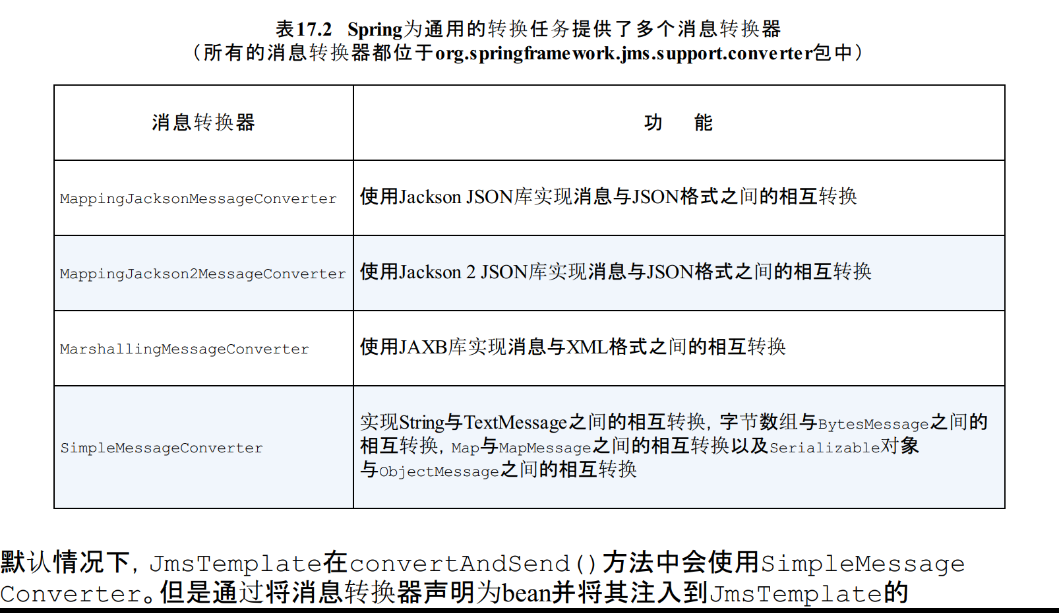 表17.2 Spring为通用的转换任务提供了多个消息转换器
（所有的消息转换器都位于org.springframework.jms.support.converter包中）
消息转换器
功 能
MappingJacksonMessageConverter
使用Jackson JSON库实现消息与JSON格式之间的相互转换
MappingJackson2MessageConverter
使用Jackson 2 JSON库实现消息与JSON格式之间的相互转换
MarshallingMessageConverter
使用JAXB库实现消息与XML格式之间的相互转换
SimpleMessageConverter
实现String与TextMessage之间的相互转换，字节数组与BytesMessage之间的
相互转换，Map与MapMessage之间的相互转换以及Serializable对象
与ObjectMessage之间的相互转换
默认情况下，JmsTemplate在convertAndSend()方法中会使用SimpleMessage
Converter。但是通过将消息转换器声明为bean并将其注入到JmsTemplate的